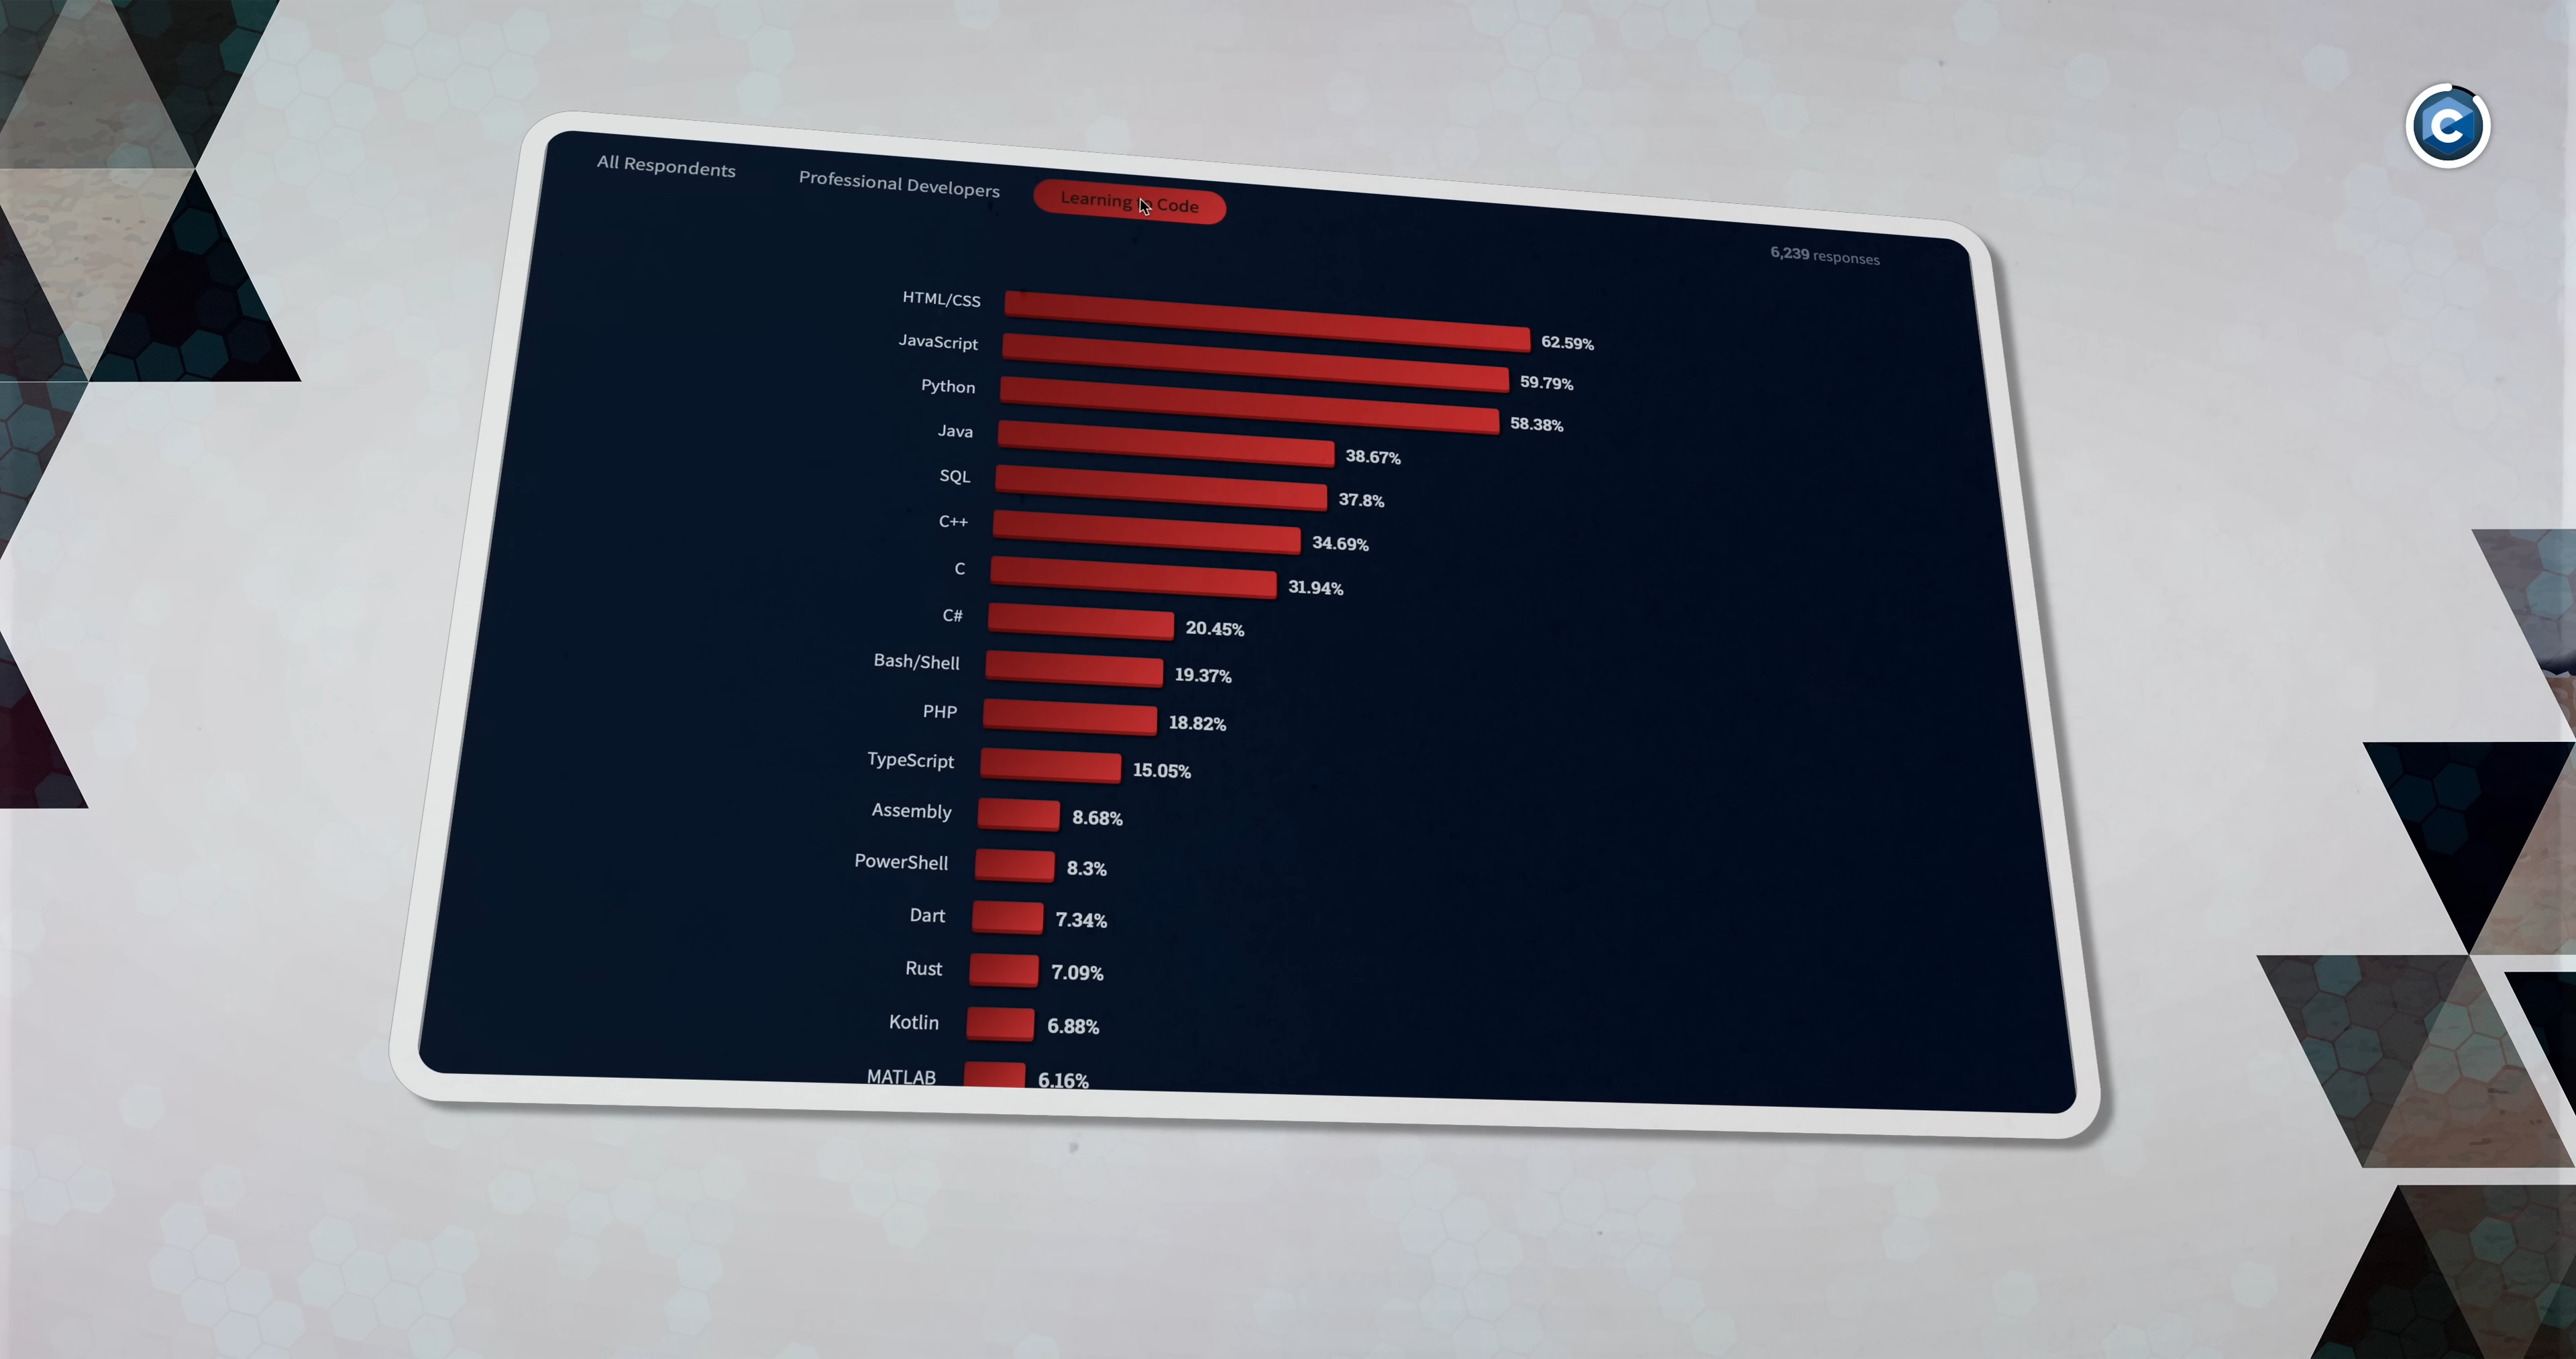 All Respondents
Professional Developers
Learning to Code
6,239 responses
HTML/CSS 62.59%
JavaScript 59.79%
Python 58.38%
Java 38.67%
SQL 37.8%
C++ 34.69%
C 31.94%
C# 20.45%
Bash/Shell 19.37%
PHP 18.82%
TypeScript 15.05%
Assembly 8.68%
PowerShell 8.3%
Dart 7.34%
Rust 7.09%
Kotlin 6.88%
MATLAB 6.16%
C